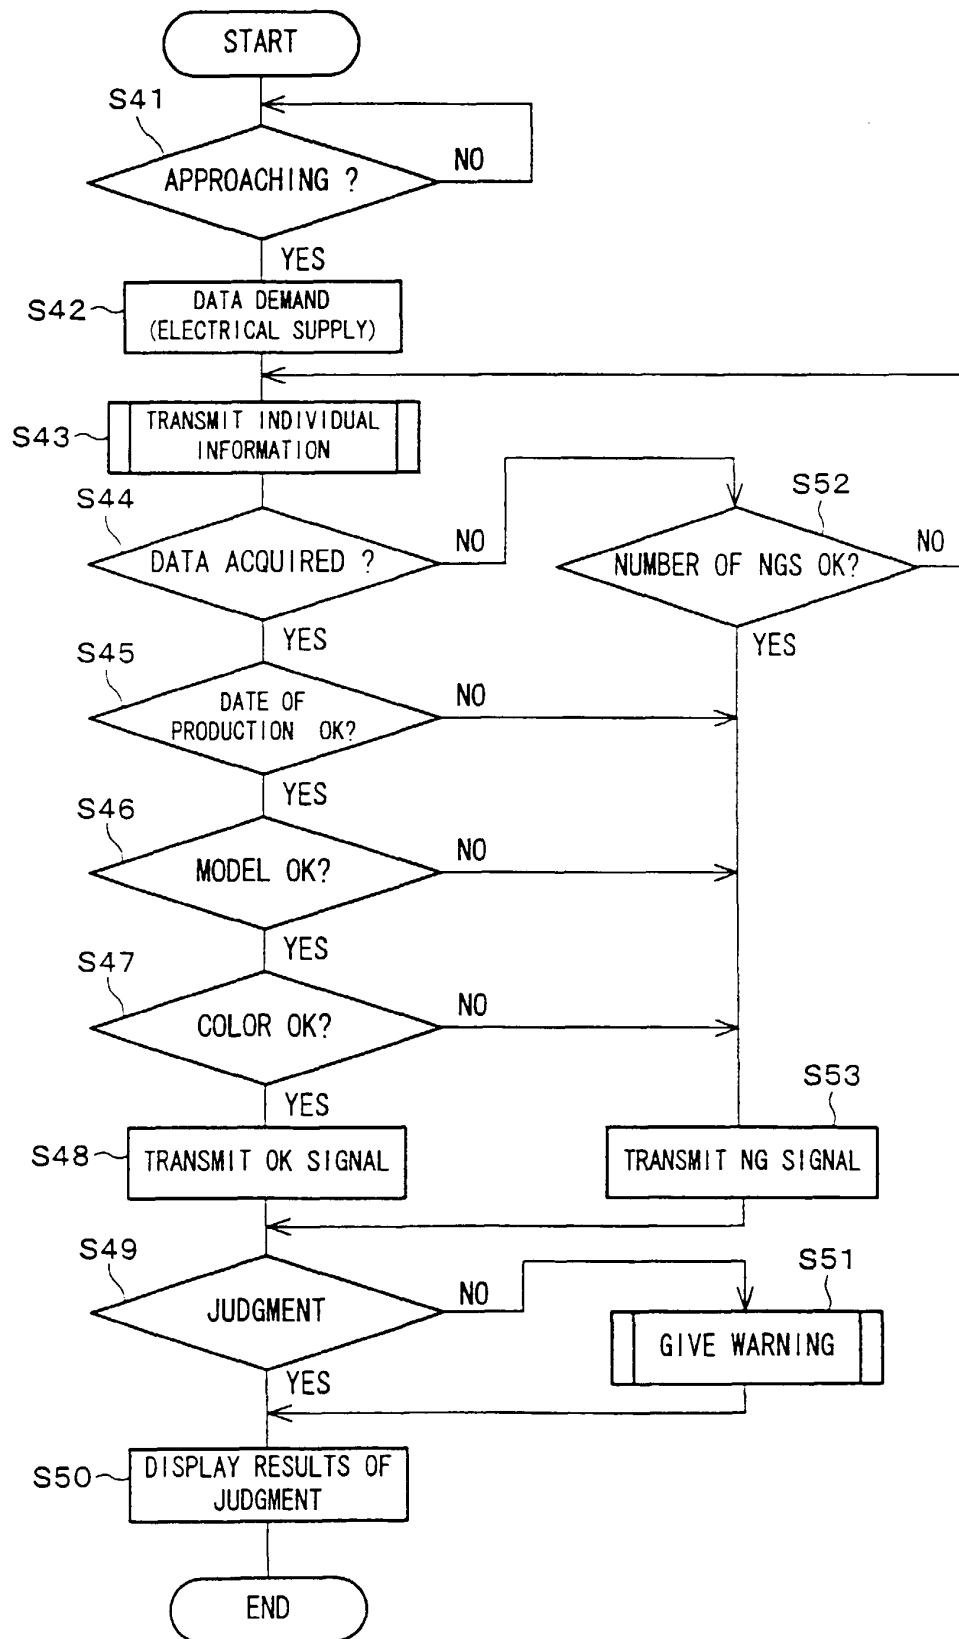 START
S41
APPROACHING ?
NO
YES
S42
DATA DEMAND
(ELECTRICAL SUPPLY)
S43
TRANSMIT INDIVIDUAL
INFORMATION
S44
DATA ACQUIRED ?
NO
S52
NUMBER OF NGS OK?
NO
YES
YES
S45
DATE OF
PRODUCTION OK?
NO
YES
S46
MODEL OK?
NO
YES
S47
COLOR OK?
NO
YES
S48
TRANSMIT OK SIGNAL
S53
TRANSMIT NG SIGNAL
S49
JUDGMENT
NO
S51
GIVE WARNING
YES
S50
DISPLAY RESULTS OF
JUDGMENT
END